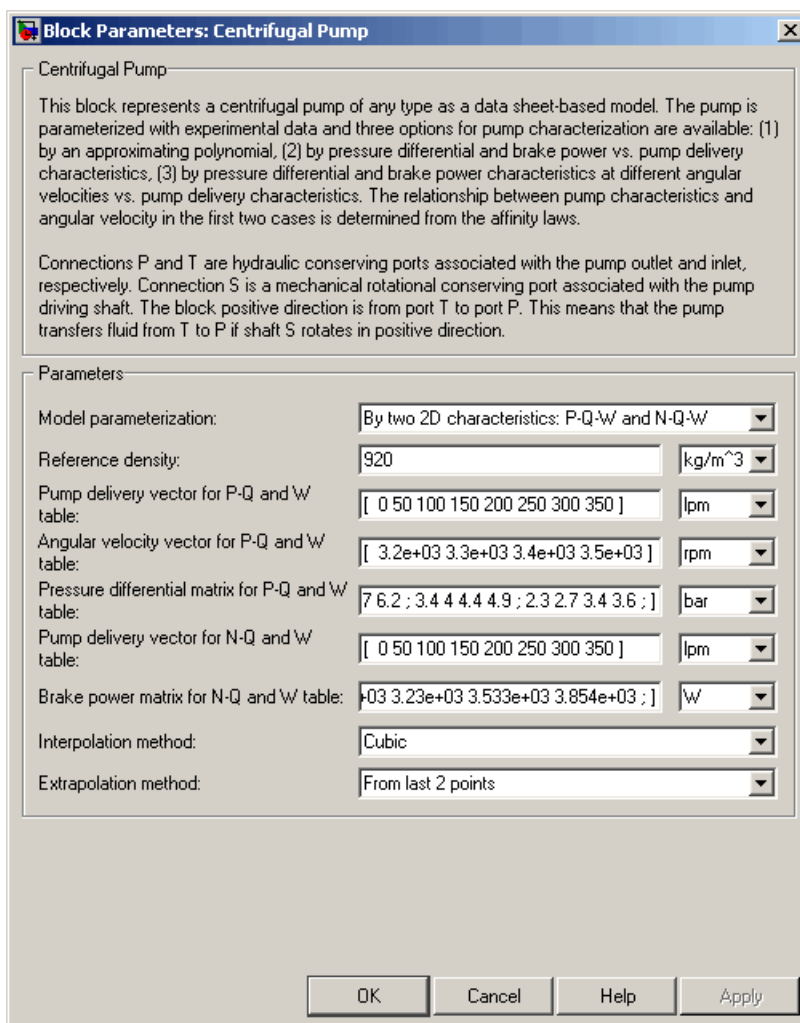 Block Parameters: Centrifugal Pump
Centrifugal Pump
This block represents a centrifugal pump of any type as a data sheet-based model. The pump is
parameterized with experimental data and three options for pump characterization are available: (1)
by an approximating polynomial, (2) by pressure differential and brake power vs. pump delivery
characteristics, (3) by pressure differential and brake power characteristics at different angular
velocities vs. pump delivery characteristics. The relationship between pump characteristics and
angular velocity in the first two cases is determined from the affinity laws.
Connections P and T are hydraulic conserving ports associated with the pump outlet and inlet,
respectively. Connection S is a mechanical rotational conserving port associated with the pump
driving shaft. The block positive direction is from port T to port P. This means that the pump
transfers fluid from T to P if shaft S rotates in positive direction.
Parameters
Model parameterization: By two 2D characteristics: P-Q-W and N-Q-W
Reference density: 920 kg/m^3
Pump delivery vector for P-Q and W
table: [ 0 50 100 150 200 250 300 350 ] lpm
Angular velocity vector for P-Q and W
table: [ 3.2e+03 3.3e+03 3.4e+03 3.5e+03 ] rpm
Pressure differential matrix for P-Q and W
table: 7 6.2 ; 3.4 4 4.4 4.9 ; 2.3 2.7 3.4 3.6 ; ] bar
Pump delivery vector for N-Q and W
table: [ 0 50 100 150 200 250 300 350 ] lpm
Brake power matrix for N-Q and W table: +03 3.23e+03 3.533e+03 3.854e+03 ; ] W
Interpolation method: Cubic
Extrapolation method: From last 2 points
OK Cancel Help Apply